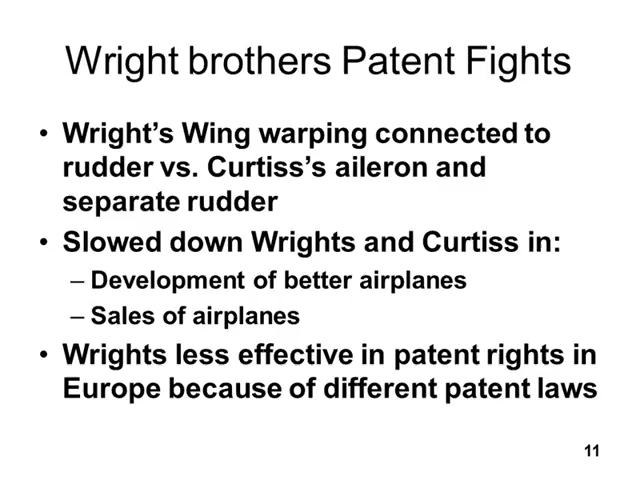 Wright brothers Patent Fights
• Wright's Wing warping connected to
rudder vs. Curtiss's aileron and
separate rudder
• Slowed down Wrights and Curtiss in:
– Development of better airplanes
– Sales of airplanes
• Wrights less effective in patent rights in
Europe because of different patent laws
11